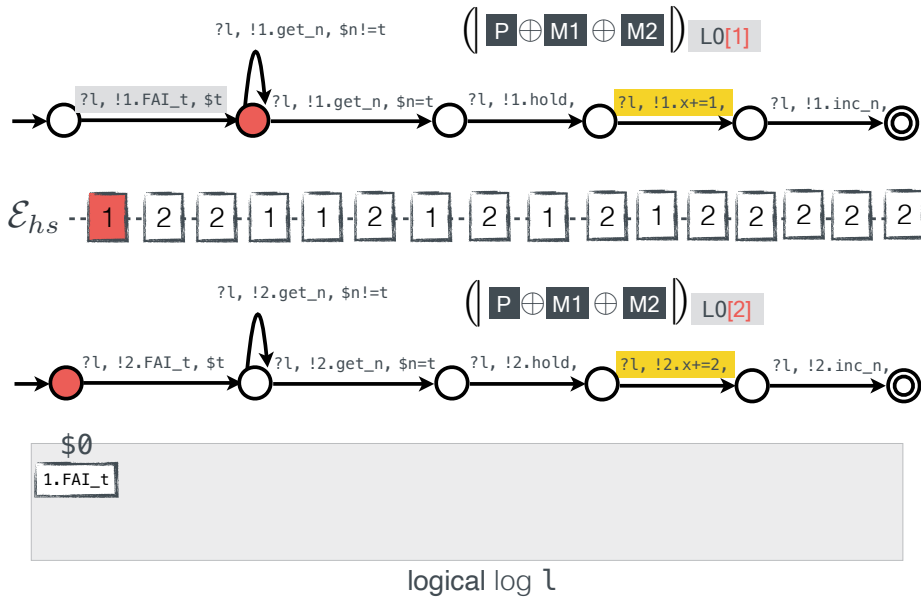 ?l, !1.get_n, $n!=t
(| P ⊕ M1 ⊕ M2 |) L0[1]
?l, !1.FAI_t, $t
?l, !1.get_n, $n=t
?l, !1.hold,
?l, !1.x+=1,
?l, !1.inc_n,
ℰhs 1 2 2 1 1 2 1 2 1 2 1 2 2 2 2 2
?l, !2.get_n, $n!=t
(| P ⊕ M1 ⊕ M2 |) L0[2]
?l, !2.FAI_t, $t
?l, !2.get_n, $n=t
?l, !2.hold,
?l, !2.x+=2,
?l, !2.inc_n,
$0
1.FAI_t
logical log l